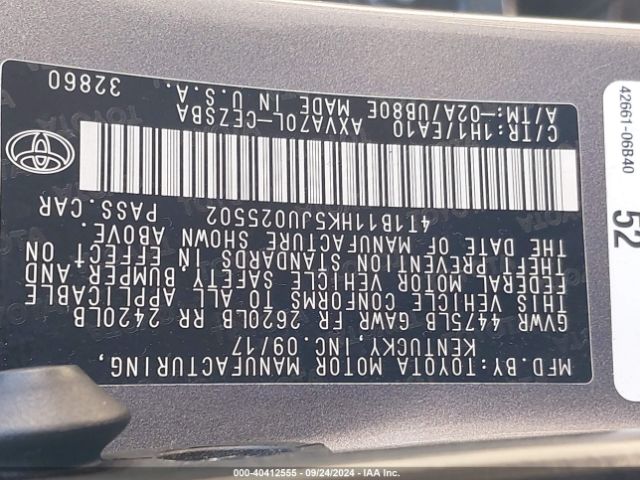 MFD.BY:TOYOTA MOTOR MANUFACTURING,
KENTUCKY,INC.09/17
GVWR 4475LB GAWR FR 2620LB RR 2420LB
THIS VEHICLE CONFORMS TO ALL APPLICABLE
FEDERAL MOTOR VEHICLE SAFETY, BUMPER, AND
THEFT PREVENTION STANDARDS IN EFFECT ON
THE DATE OF MANUFACTURE SHOWN ABOVE.
4T1B11HK5JU025502 PASS.CAR
C/TR:1H1/EA10 AXVA70L-CEZSBA
A/TM:-02A/UB80E MADE IN U.S.A. 32860
42661-06B40
52
000-40412555 - 09/24/2024 - IAA Inc.